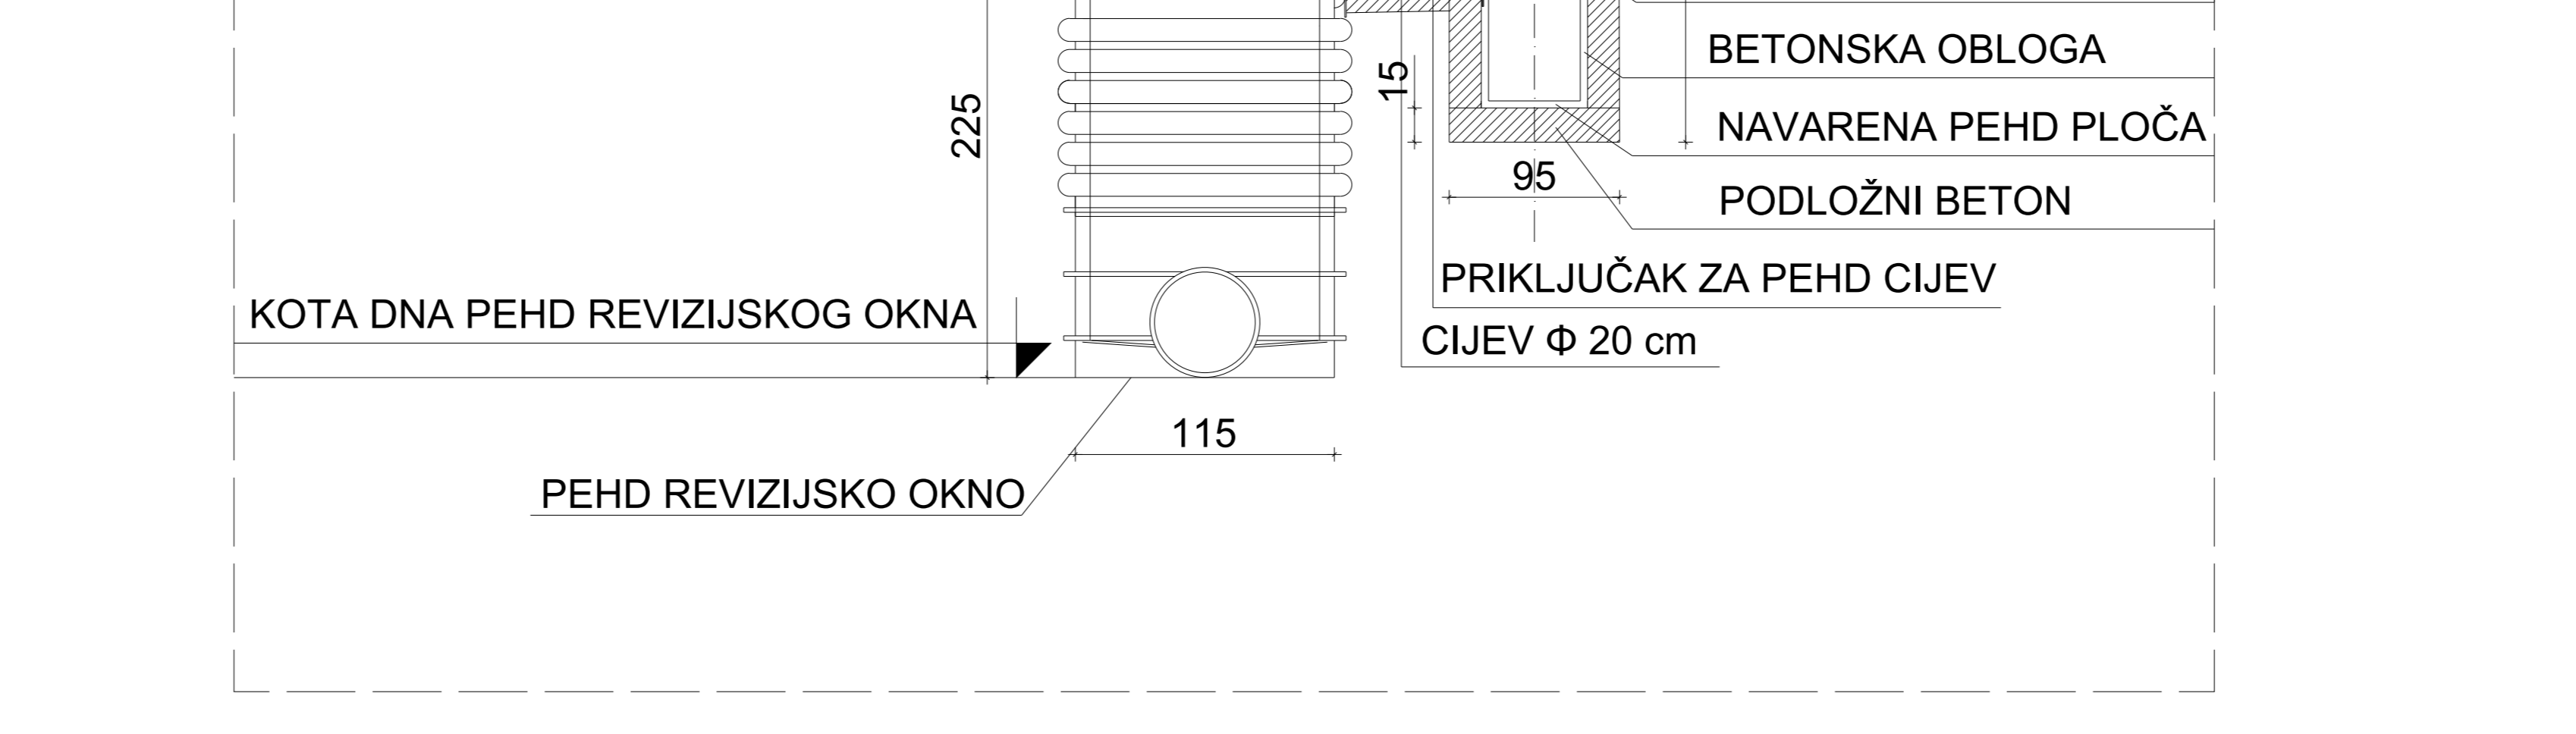 BETONSKA OBLOGA
15
225
NAVARENA PEHD PLOČA
95
PODLOŽNI BETON
PRIKLJUČAK ZA PEHD CIJEV
KOTA DNA PEHD REVIZIJSKOG OKNA
CIJEV Φ 20 cm
115
PEHD REVIZIJSKO OKNO